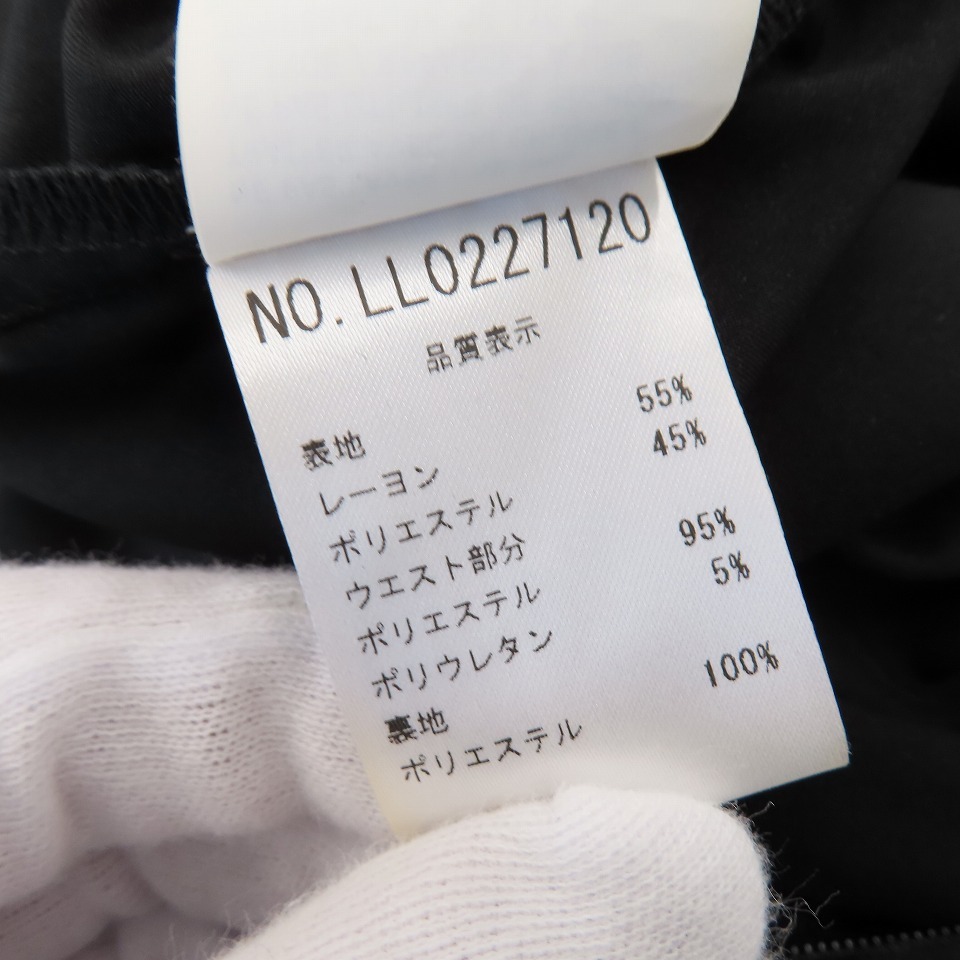 NO.LL0227120
品質表示
表地
レーヨン 55%
ポリエステル 45%
ウエスト部分
ポリエステル 95%
ポリウレタン 5%
裏地
ポリエステル 100%